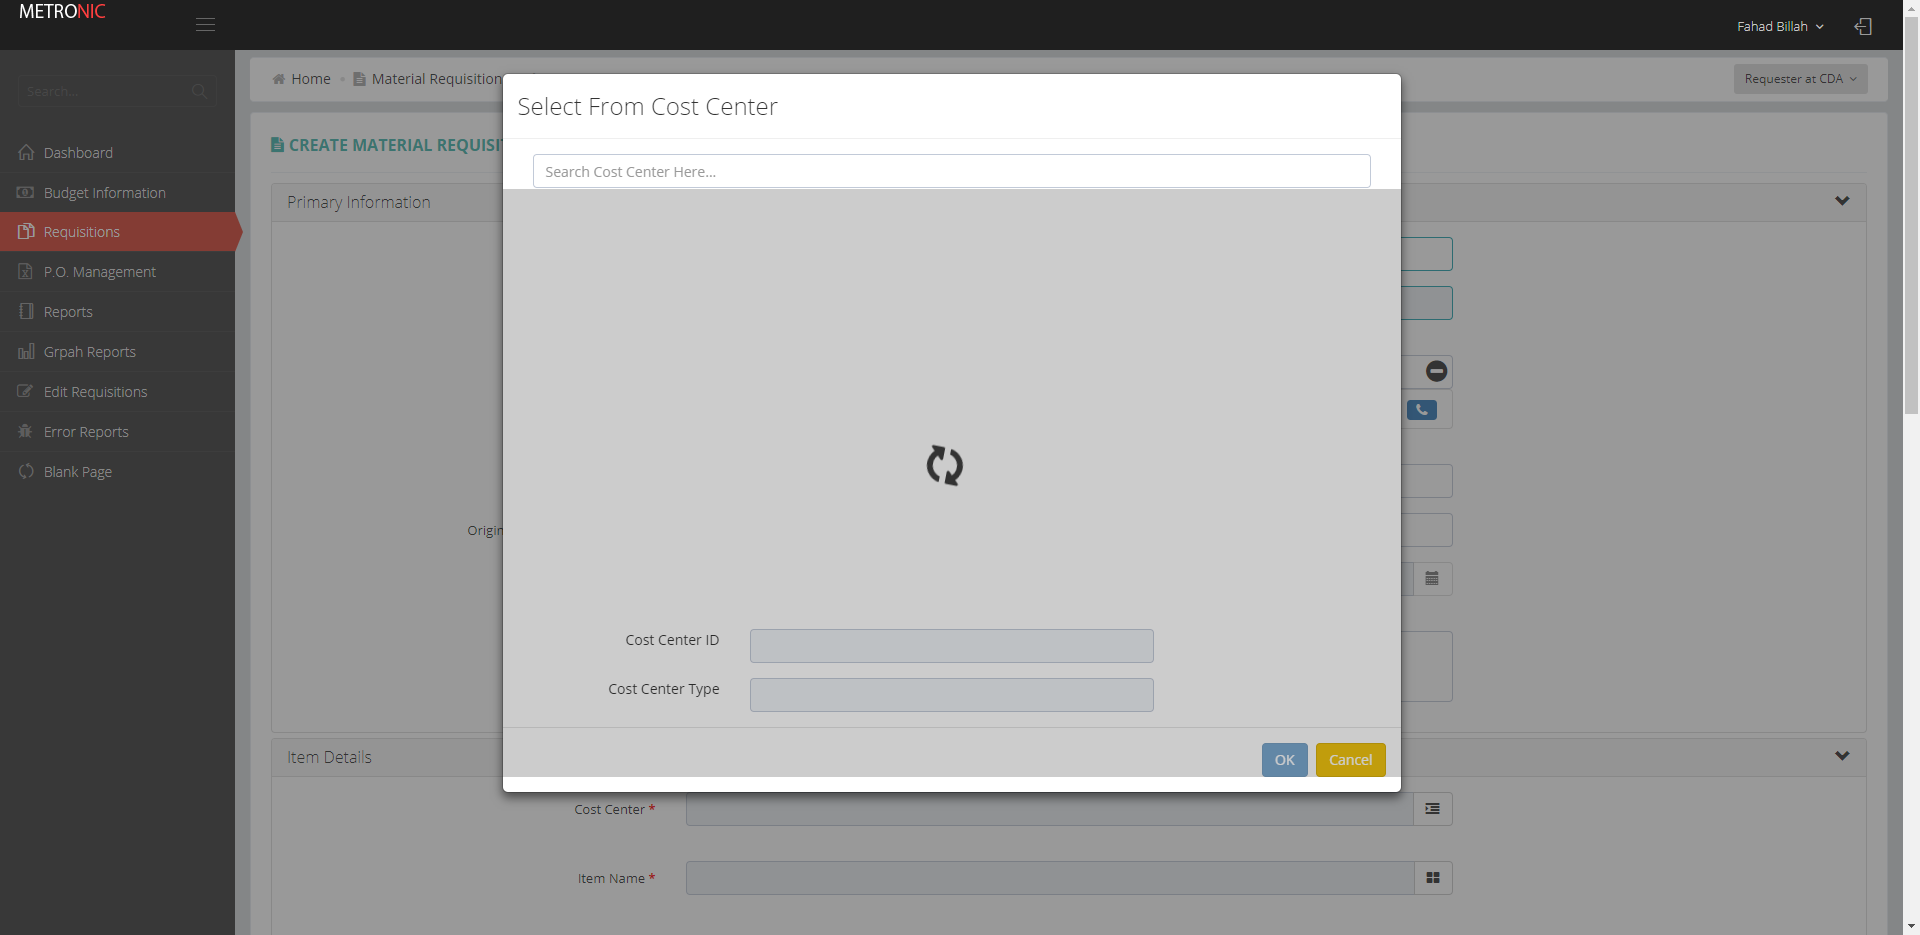 METRONIC
Fahad Billah
Search...
Home
Material Requisition
Requester at CDA
Select From Cost Center
Dashboard
CREATE MATERIAL REQUISI
Search Cost Center Here...
Budget Information
Primary Information
Requisitions
P.O. Management
Reports
Grpah Reports
Edit Requisitions
Error Reports
Blank Page
Origin
Cost Center ID
Cost Center Type
Item Details
OK
Cancel
Cost Center *
Item Name *